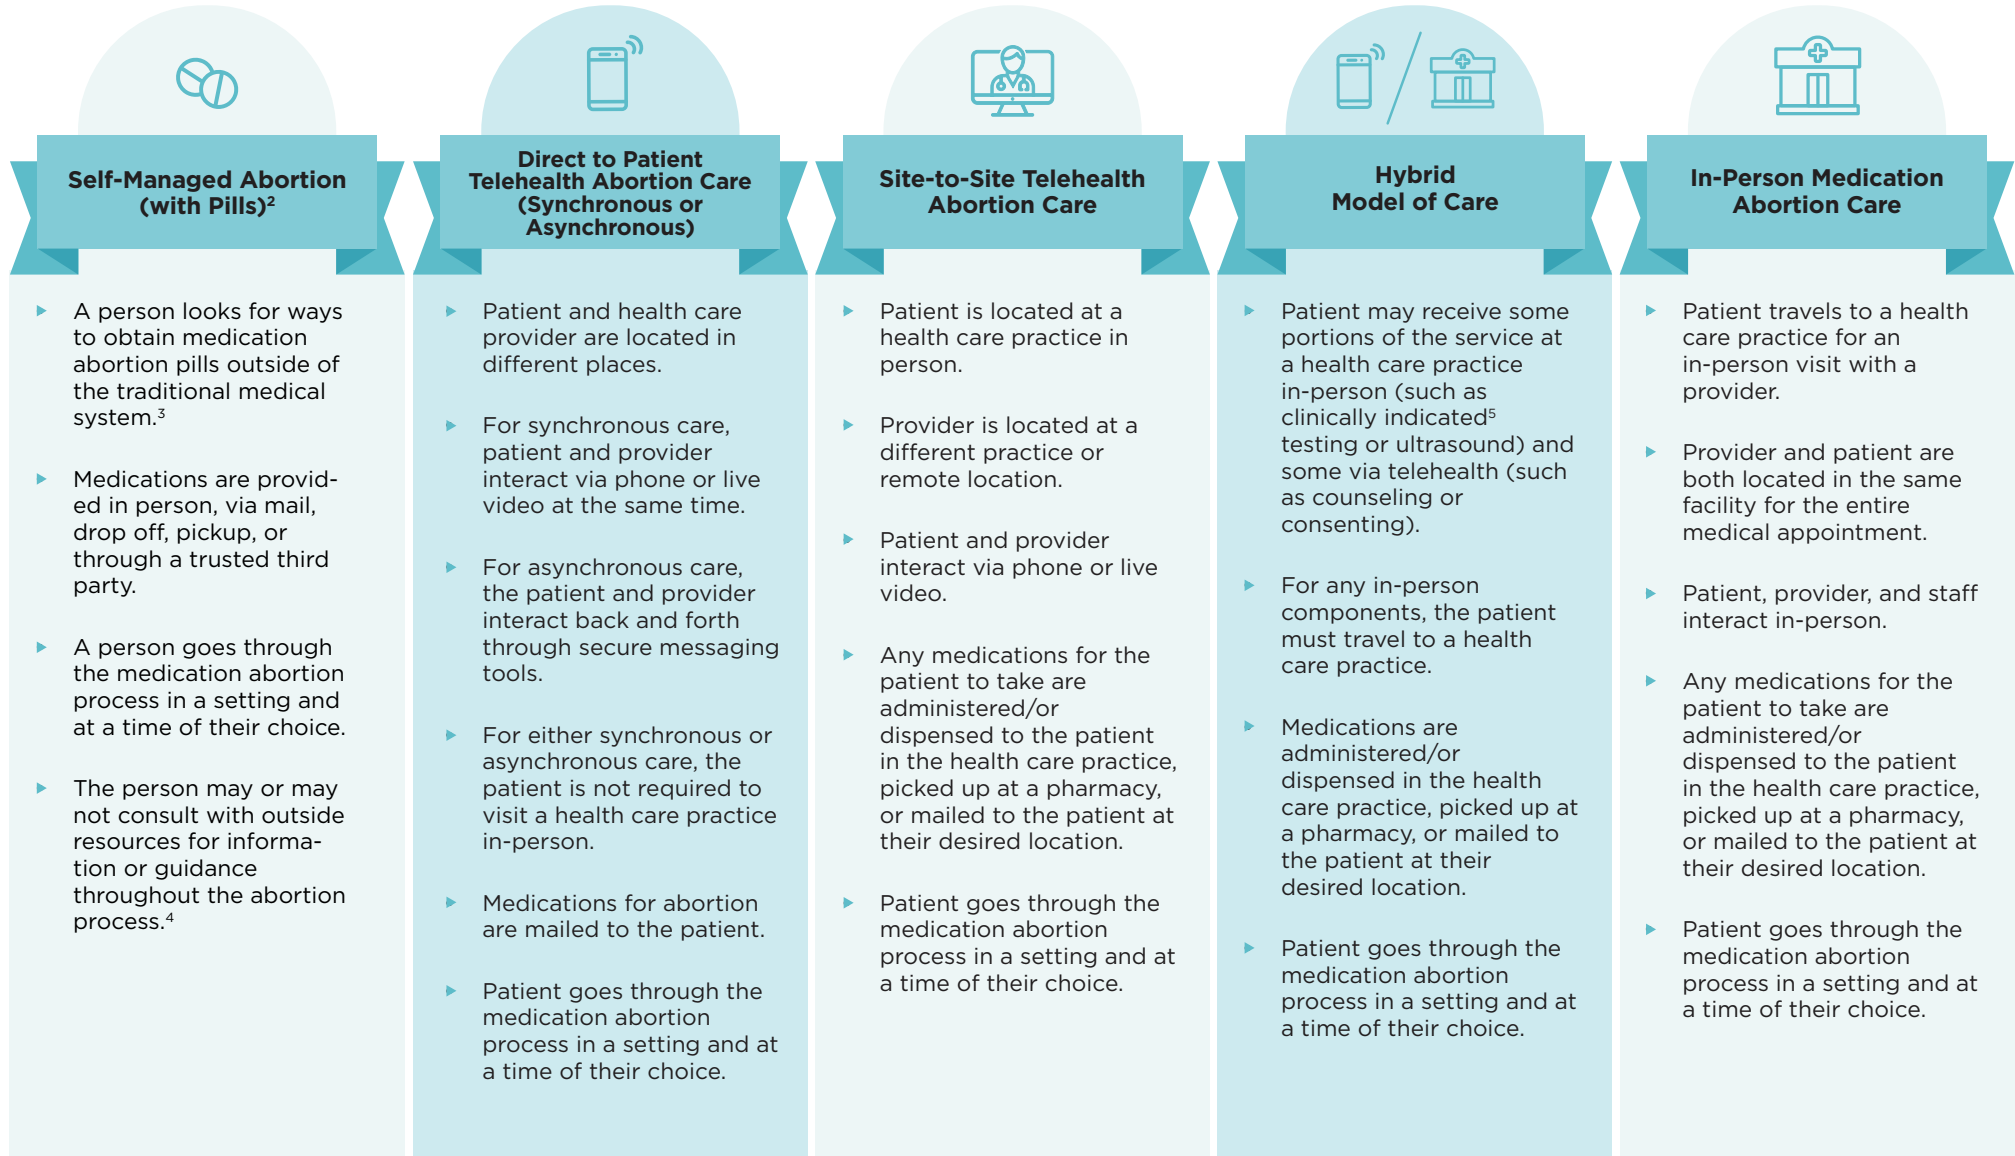 Self-Managed Abortion
(with Pills)²
▸ A person looks for ways
to obtain medication
abortion pills outside of
the traditional medical
system.³
▸ Medications are provid-
ed in person, via mail,
drop off, pickup, or
through a trusted third
party.
▸ A person goes through
the medication abortion
process in a setting and
at a time of their choice.
▸ The person may or may
not consult with outside
resources for informa-
tion or guidance
throughout the abortion
process.⁴
Direct to Patient
Telehealth Abortion Care
(Synchronous or
Asynchronous)
▸ Patient and health care
provider are located in
different places.
▸ For synchronous care,
patient and provider
interact via phone or live
video at the same time.
▸ For asynchronous care,
the patient and provider
interact back and forth
through secure messaging
tools.
▸ For either synchronous or
asynchronous care, the
patient is not required to
visit a health care practice
in-person.
▸ Medications for abortion
are mailed to the patient.
▸ Patient goes through the
medication abortion
process in a setting and at
a time of their choice.
Site-to-Site Telehealth
Abortion Care
▸ Patient is located at a
health care practice in
person.
▸ Provider is located at a
different practice or
remote location.
▸ Patient and provider
interact via phone or live
video.
▸ Any medications for the
patient to take are
administered/or
dispensed to the patient
in the health care practice,
picked up at a pharmacy,
or mailed to the patient at
their desired location.
▸ Patient goes through the
medication abortion
process in a setting and at
a time of their choice.
Hybrid
Model of Care
▸ Patient may receive some
portions of the service at
a health care practice
in-person (such as
clinically indicated⁵
testing or ultrasound) and
some via telehealth (such
as counseling or
consenting).
▸ For any in-person
components, the patient
must travel to a health
care practice.
▸ Medications are
administered/or
dispensed in the health
care practice, picked up at
a pharmacy, or mailed to
the patient at their
desired location.
▸ Patient goes through the
medication abortion
process in a setting and at
a time of their choice.
In-Person Medication
Abortion Care
▸ Patient travels to a health
care practice for an
in-person visit with a
provider.
▸ Provider and patient are
both located in the same
facility for the entire
medical appointment.
▸ Patient, provider, and staff
interact in-person.
▸ Any medications for the
patient to take are
administered/or
dispensed to the patient
in the health care practice,
picked up at a pharmacy,
or mailed to the patient at
their desired location.
▸ Patient goes through the
medication abortion
process in a setting and at
a time of their choice.